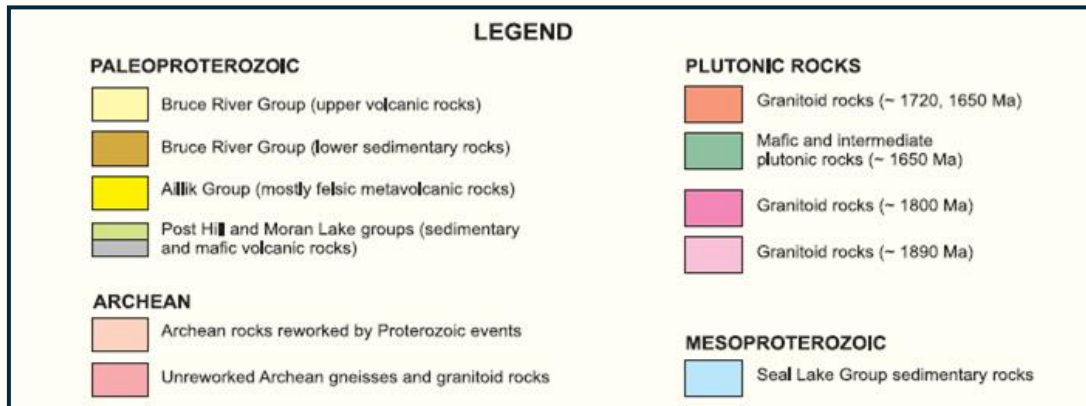 LEGEND
PALEOPROTEROZOIC
Bruce River Group (upper volcanic rocks)
Bruce River Group (lower sedimentary rocks)
Aillik Group (mostly felsic metavolcanic rocks)
Post Hill and Moran Lake groups (sedimentary
and mafic volcanic rocks)
ARCHEAN
Archean rocks reworked by Proterozoic events
Unreworked Archean gneisses and granitoid rocks
PLUTONIC ROCKS
Granitoid rocks (~ 1720, 1650 Ma)
Mafic and intermediate
plutonic rocks (~ 1650 Ma)
Granitoid rocks (~ 1800 Ma)
Granitoid rocks (~ 1890 Ma)
MESOPROTEROZOIC
Seal Lake Group sedimentary rocks